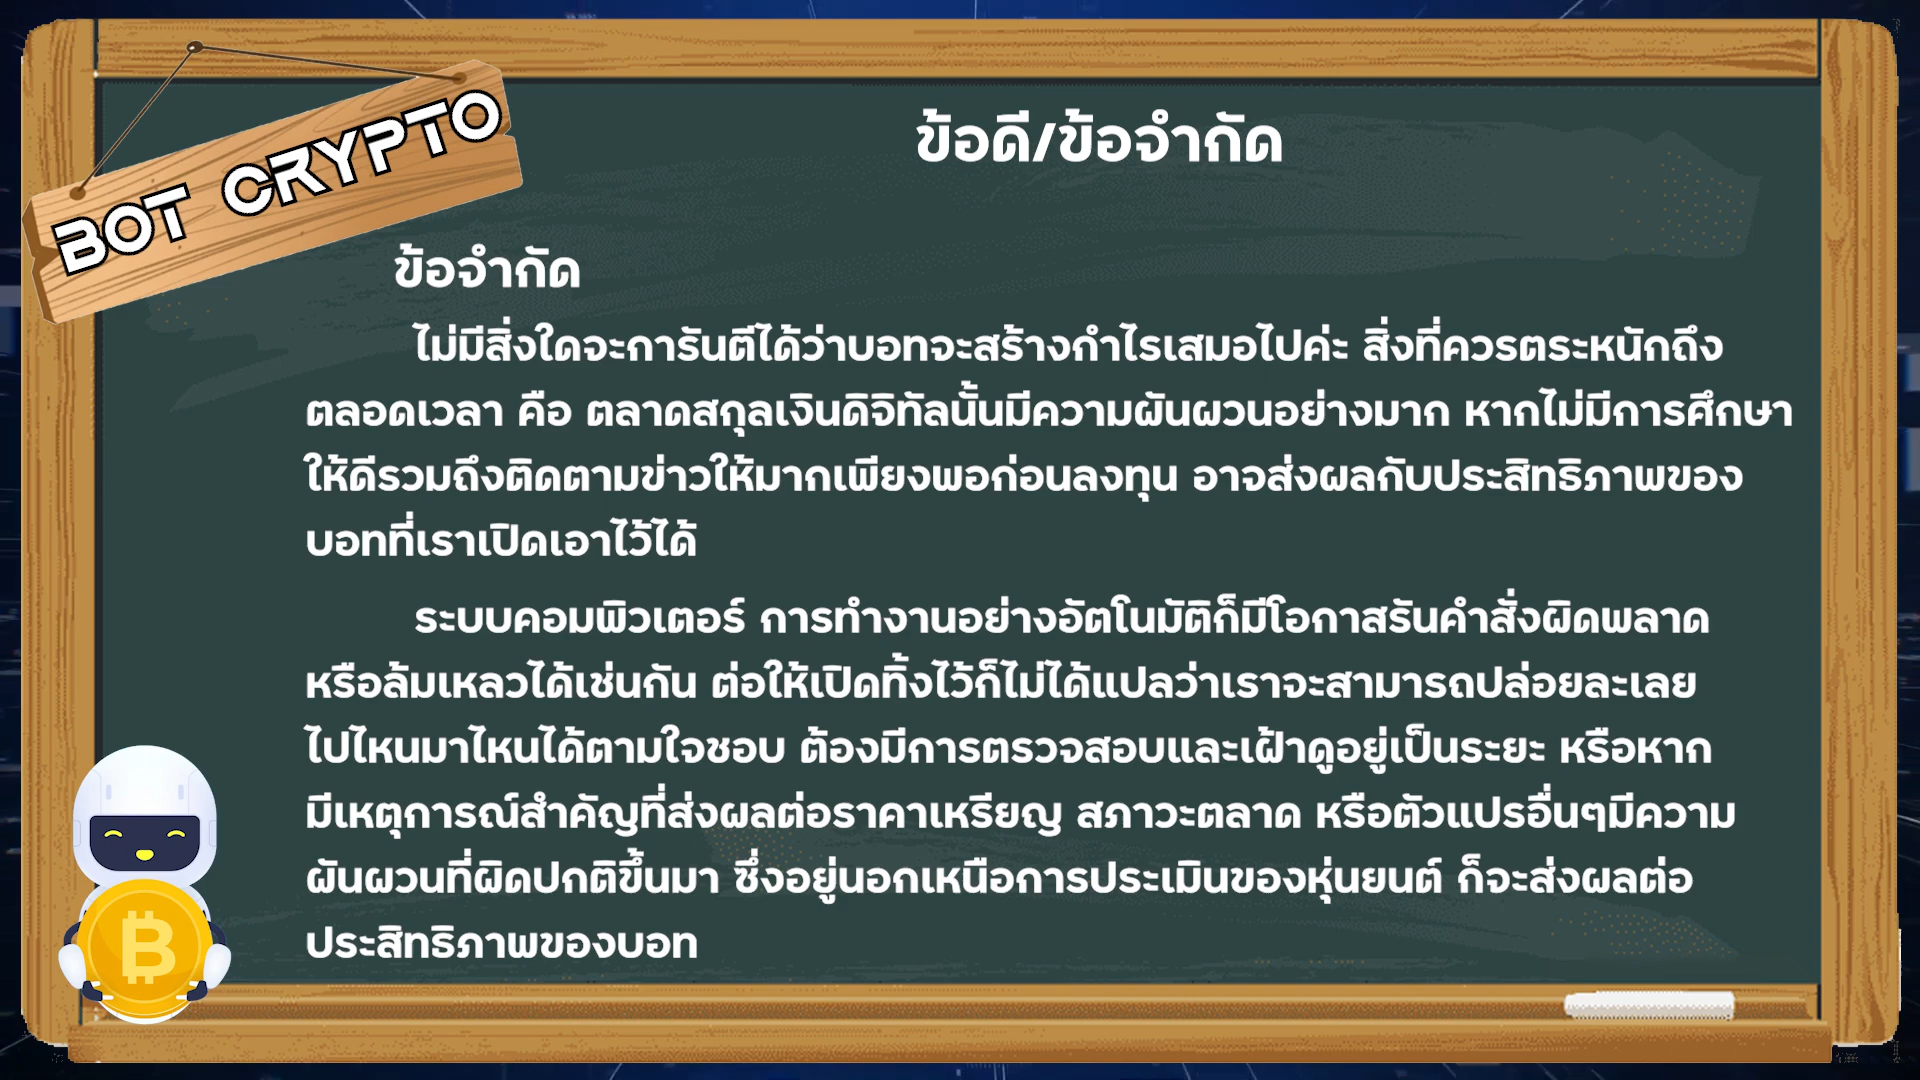 BOT CRYPTO
ข้อดี/ข้อจำกัด
ข้อจำกัด
ไม่มีสิ่งใดจะการันตีได้ว่าบอทจะสร้างกำไรเสมอไปค่ะ สิ่งที่ควรตระหนักถึง
ตลอดเวลา คือ ตลาดสกุลเงินดิจิทัลนั้นมีความผันผวนอย่างมาก หากไม่มีการศึกษา
ให้ดีรวมถึงติดตามข่าวให้มากเพียงพอก่อนลงทุน อาจส่งผลกับประสิทธิภาพของ
บอทที่เราเปิดเอาไว้ได้
ระบบคอมพิวเตอร์ การทำงานอย่างอัตโนมัติก็มีโอกาสรันคำสั่งผิดพลาด
หรือล้มเหลวได้เช่นกัน ต่อให้เปิดทิ้งไว้ก็ไม่ได้แปลว่าเราจะสามารถปล่อยละเลย
ไปไหนมาไหนได้ตามใจชอบ ต้องมีการตรวจสอบและเฝ้าดูอยู่เป็นระยะ หรือหาก
มีเหตุการณ์สำคัญที่ส่งผลต่อราคาเหรียญ สภาวะตลาด หรือตัวแปรอื่นๆมีความ
ผันผวนที่ผิดปกติขึ้นมา ซึ่งอยู่นอกเหนือการประเมินของหุ่นยนต์ ก็จะส่งผลต่อ
ประสิทธิภาพของบอท